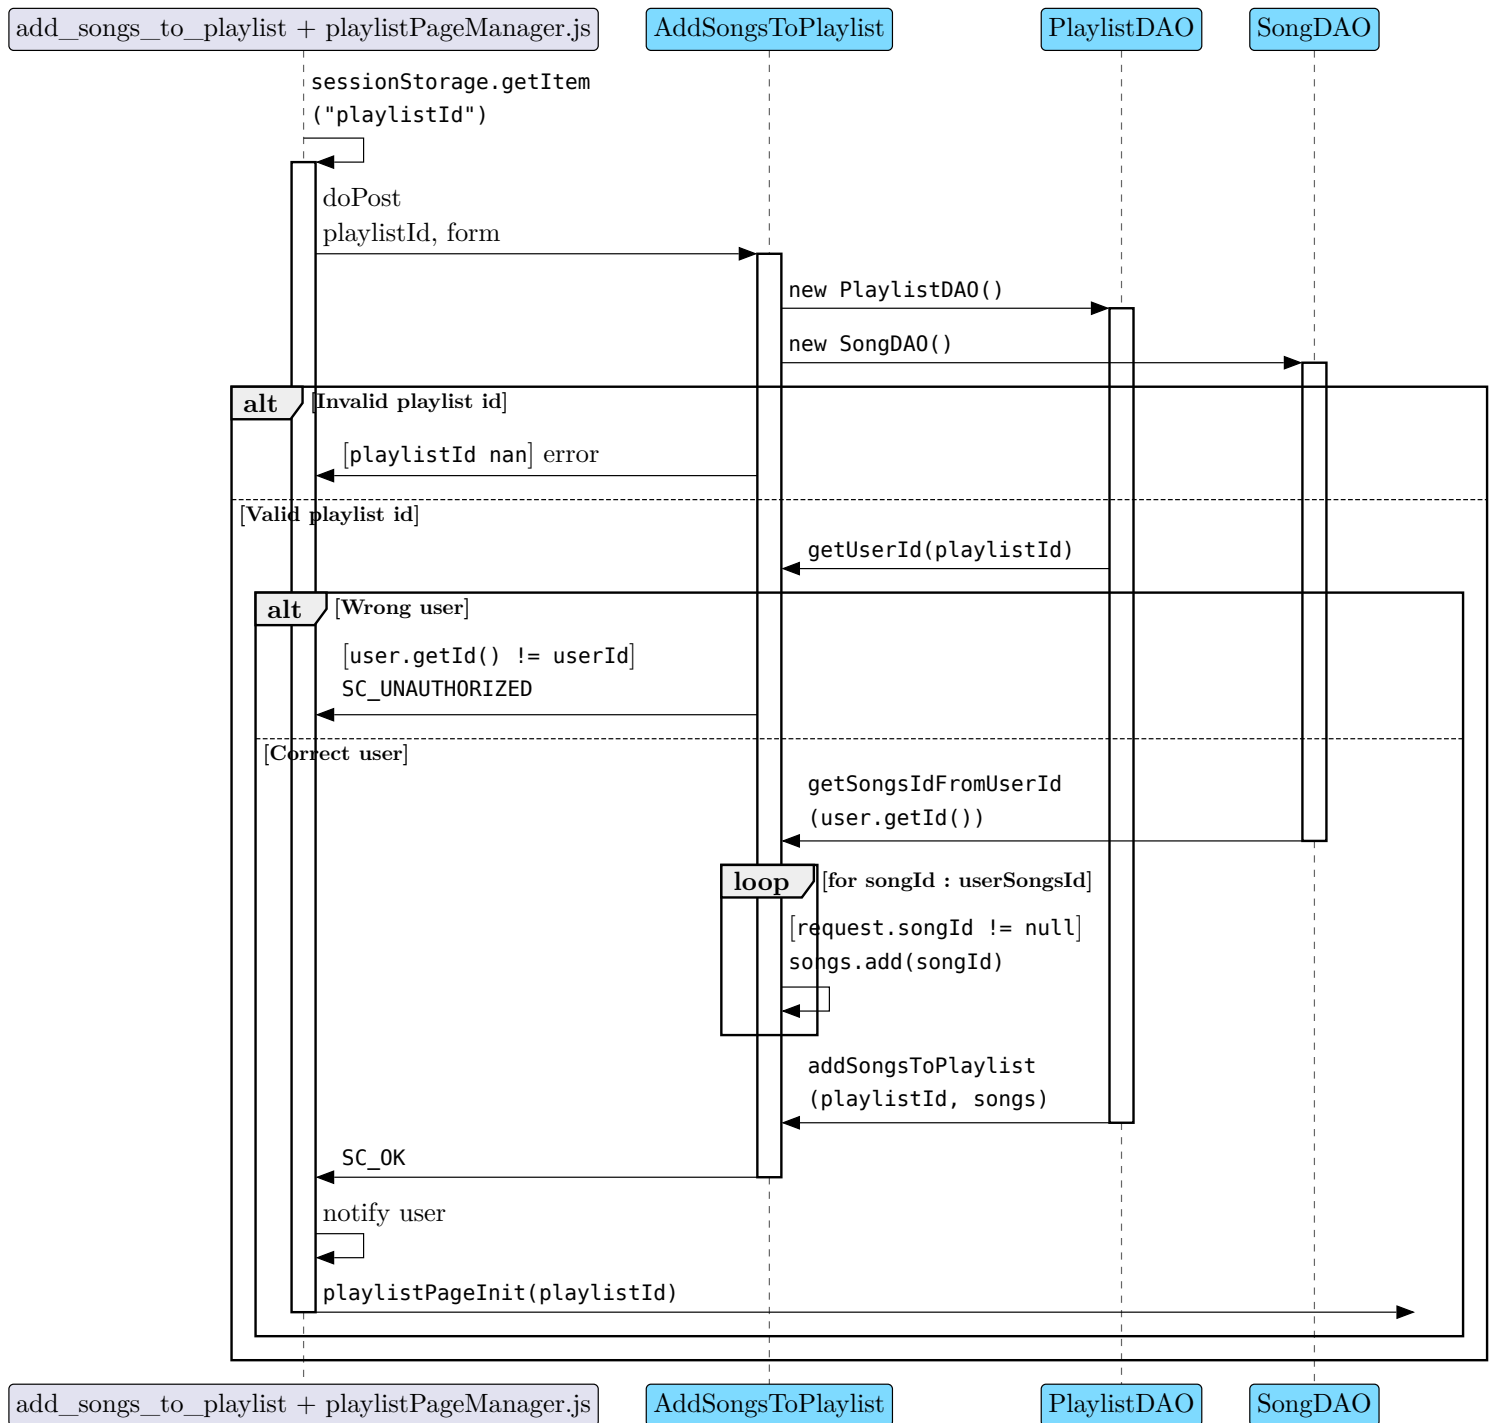 add_songs_to_playlist + playlistPageManager.js AddSongsToPlaylist PlaylistDAO SongDAO
sessionStorage.getItem
("playlistId")
doPost
playlistId, form
new PlaylistDAO()
new SongDAO()
alt [Invalid playlist id]
[playlistId nan] error
[Valid playlist id]
getUserId(playlistId)
alt [Wrong user]
[user.getId() != userId]
SC_UNAUTHORIZED
[Correct user]
getSongsIdFromUserId
(user.getId())
loop [for songId : userSongsId]
[request.songId != null]
songs.add(songId)
addSongsToPlaylist
(playlistId, songs)
SC_OK
notify user
playlistPageInit(playlistId)
add_songs_to_playlist + playlistPageManager.js AddSongsToPlaylist PlaylistDAO SongDAO